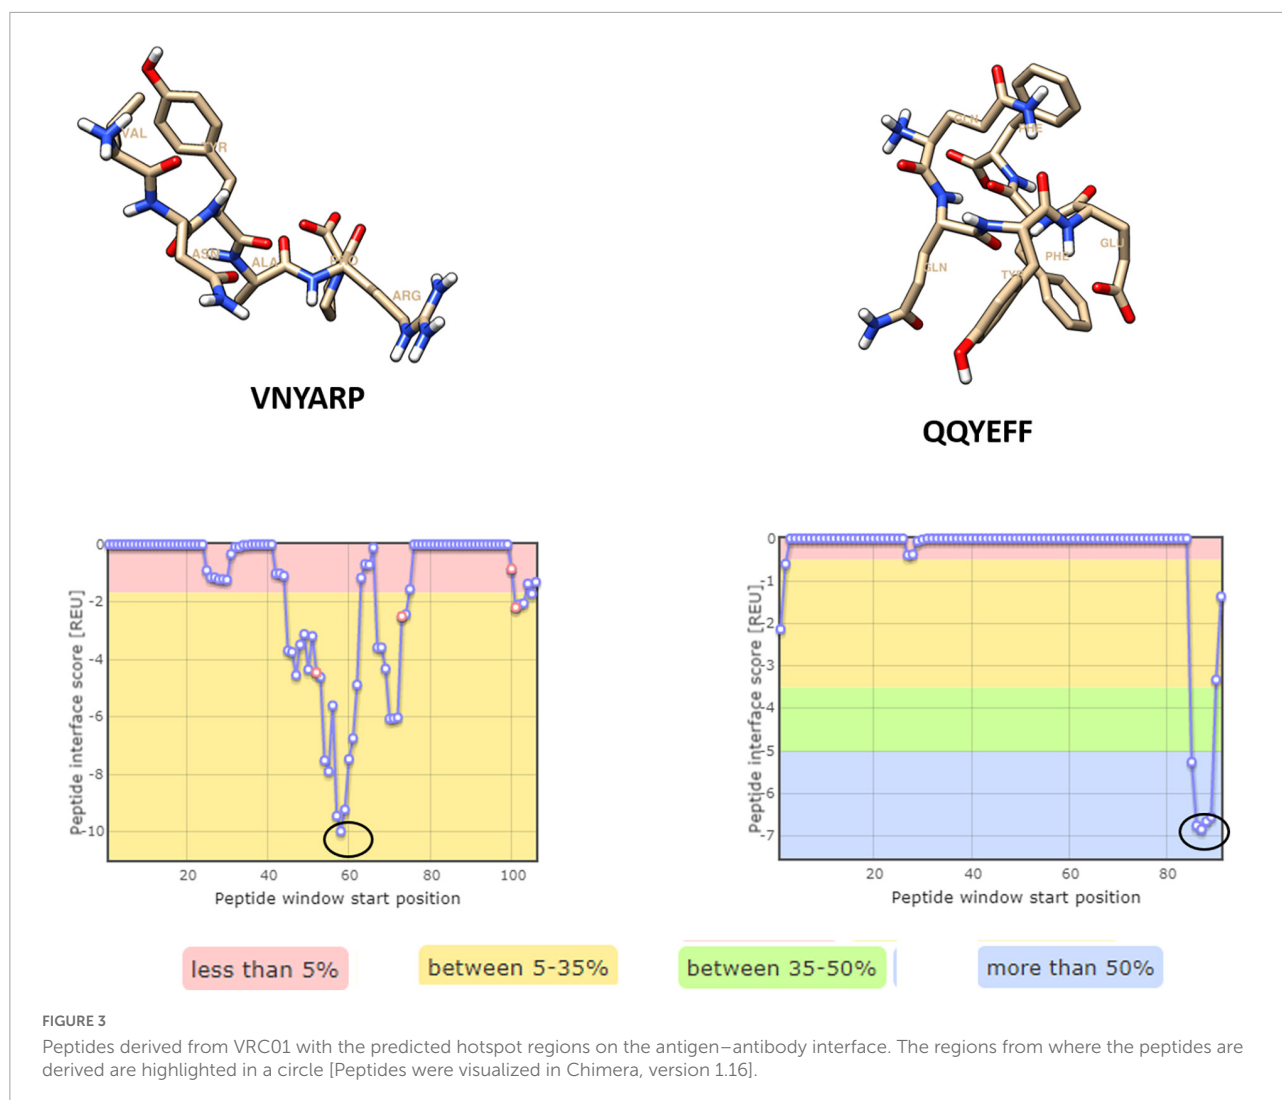 VAL
TYR
ASN
ALA
PRO
ARG
VNYARP
GLN
PHE
GLN
TYR
PHE
GLU
QQYEFF
Peptide interface score [REU]
0
-2
-4
-6
-8
-10
20 40 60 80 100
Peptide window start position
Peptide interface score [REU]
0
-1
-2
-3
-4
-5
-6
-7
20 40 60 80
Peptide window start position
less than 5% between 5-35% between 35-50% more than 50%
FIGURE 3
Peptides derived from VRC01 with the predicted hotspot regions on the antigen–antibody interface. The regions from where the peptides are
derived are highlighted in a circle [Peptides were visualized in Chimera, version 1.16].